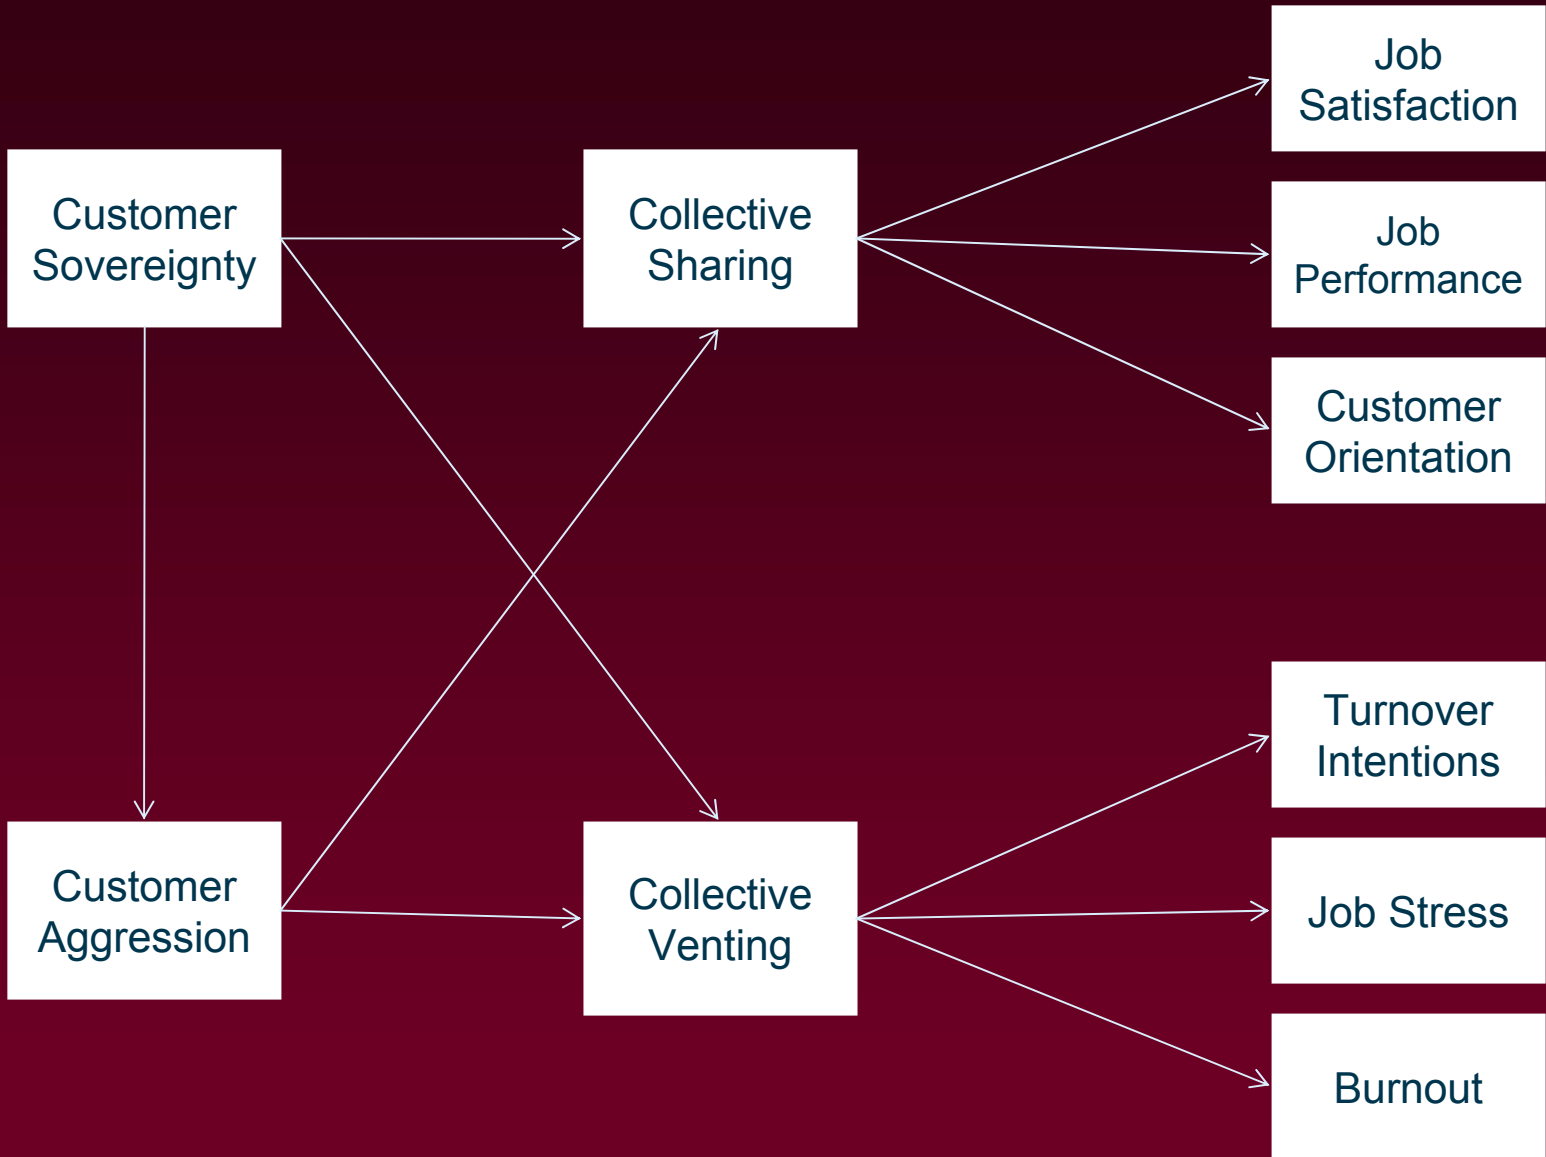 Job
Satisfaction
Customer
Sovereignty
Collective
Sharing
Job
Performance
Customer
Orientation
Turnover
Intentions
Customer
Aggression
Collective
Venting
Job Stress
Burnout